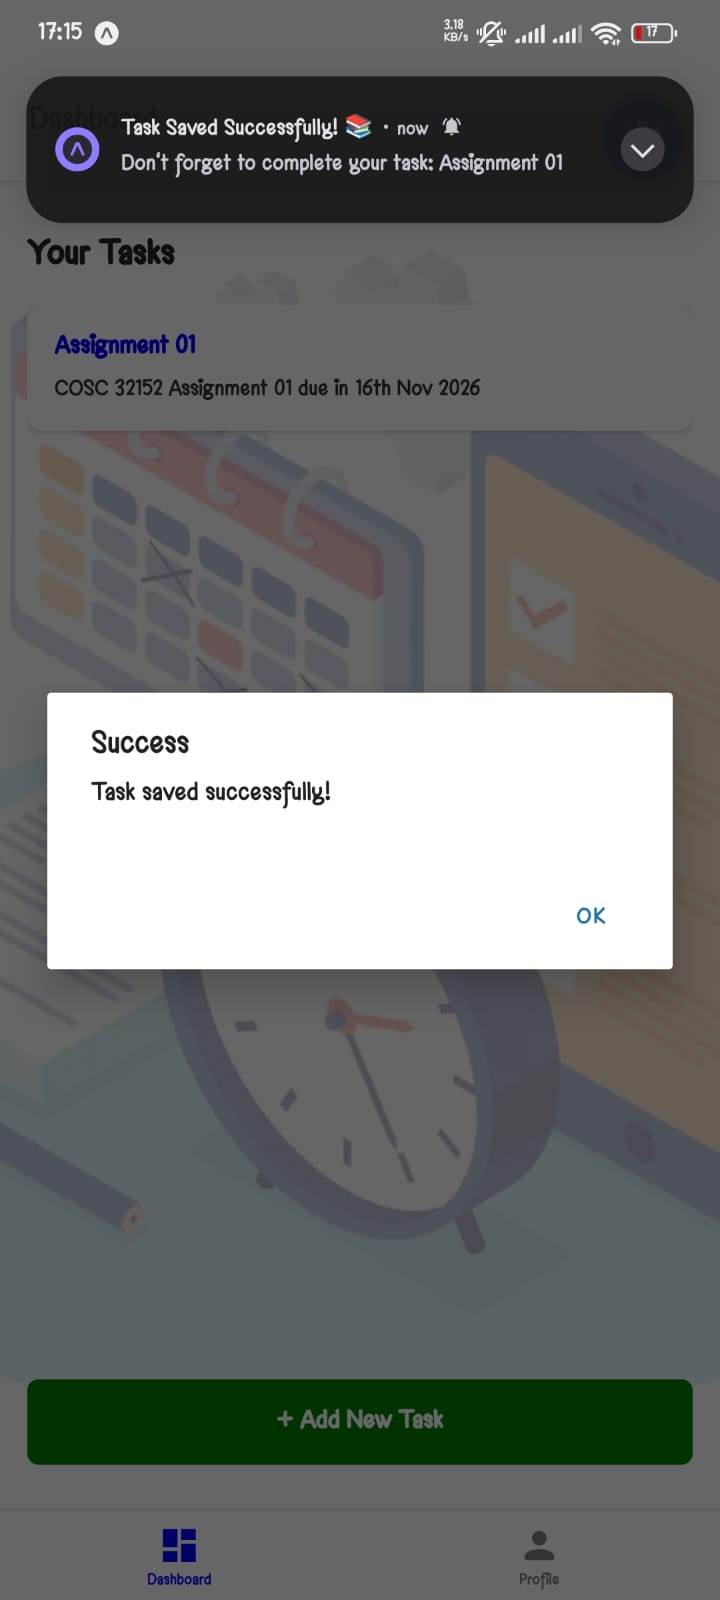 17:15
3.18
KB/s
17
Dashboard
Task Saved Successfully! 📚 • now
Don't forget to complete your task: Assignment 01
Your Tasks
Assignment 01
COSC 32152 Assignment 01 due in 16th Nov 2026
Success
Task saved successfully!
OK
+ Add New Task
Dashboard
Profile